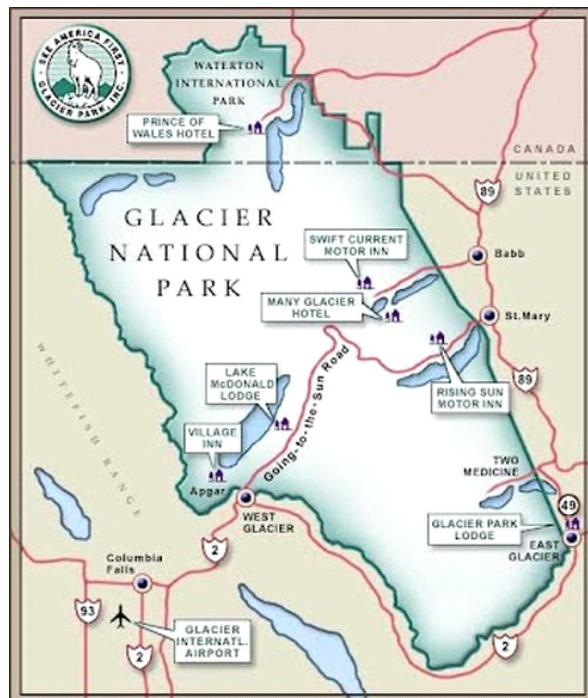 SEE AMERICA FIRST
GLACIER PARK, INC.
WATERTON
INTERNATIONAL
PARK
PRINCE OF
WALES HOTEL
CANADA
UNITED
STATES
89
GLACIER
NATIONAL
PARK
SWIFT CURRENT
MOTOR INN
Babb
MANY GLACIER
HOTEL
St. Mary
WHITEFISH RANGE
LAKE
McDONALD
LODGE
Going-to-the-Sun Road
RISING SUN
MOTOR INN
89
VILLAGE
INN
TWO
MEDICINE
Apgar
49
WEST
GLACIER
GLACIER PARK
LODGE
EAST
GLACIER
2
Columbia
Falls
93
GLACIER
INTERNATL.
AIRPORT
2
2